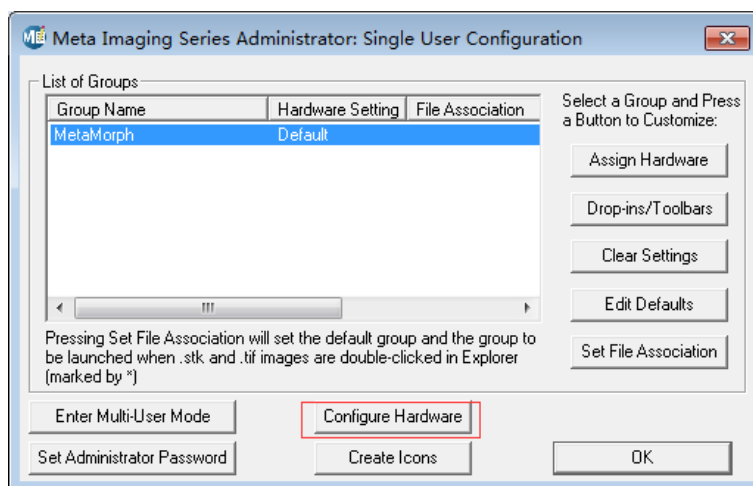 Meta Imaging Series Administrator: Single User Configuration
List of Groups
Group Name Hardware Setting File Association
MetaMorph Default
Select a Group and Press
a Button to Customize:
Assign Hardware
Drop-ins/Toolbars
Clear Settings
Edit Defaults
Set File Association
Pressing Set File Association will set the default group and the group to
be launched when .stk and .tif images are double-clicked in Explorer
(marked by *)
Enter Multi-User Mode
Configure Hardware
Set Administrator Password
Create Icons
OK